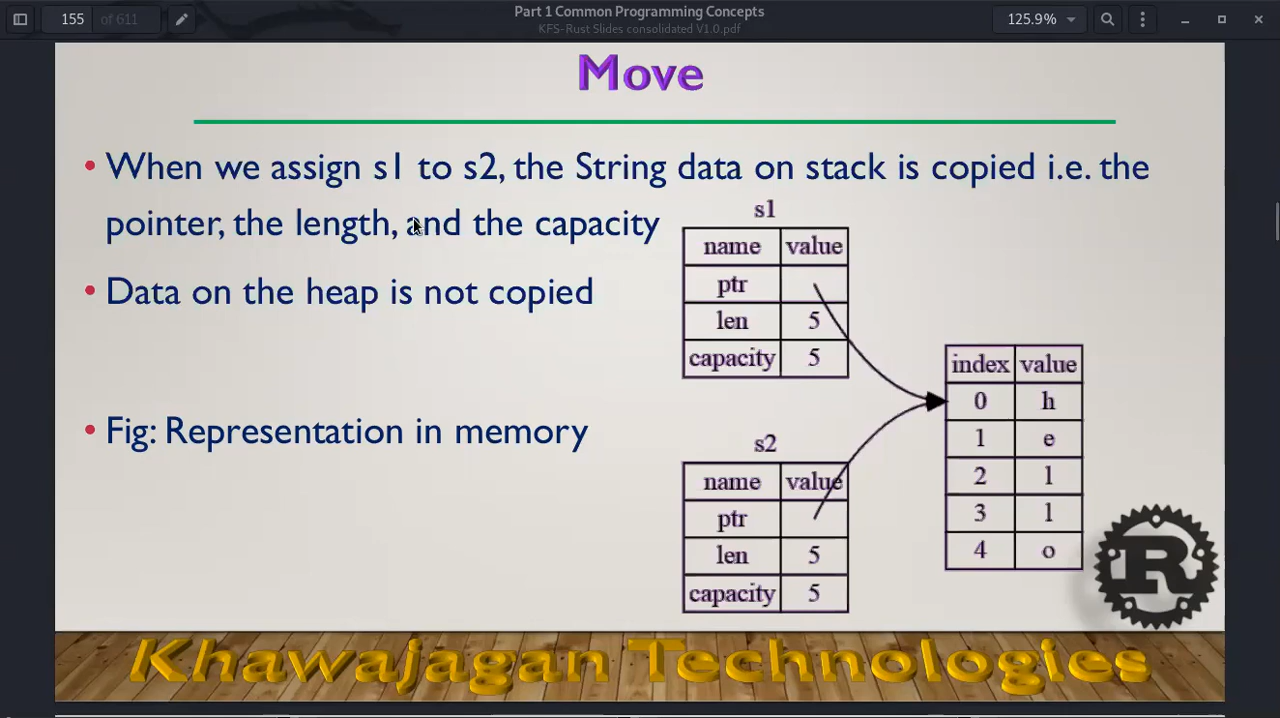 155 of 611
Part 1 Common Programming Concepts
KFS-Rust Slides consolidated V1.0.pdf
125.9%
Move
• When we assign s1 to s2, the String data on stack is copied i.e. the
pointer, the length, and the capacity
• Data on the heap is not copied
• Fig: Representation in memory
s1
name value
ptr
len 5
capacity 5
s2
name value
ptr
len 5
capacity 5
index value
0 h
1 e
2 l
3 l
4 o
R
Khawajagan Technologies